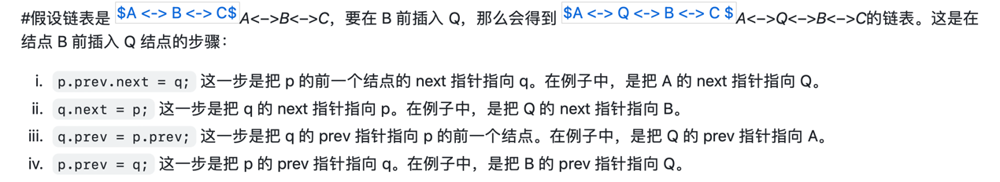 #假设链表是 $A <-> B <-> C$ A<–>B<–>C，要在 B 前插入 Q，那么会得到 $A <-> Q <-> B <-> C $ A<–>Q<–>B<–>C的链表。这是在
结点 B 前插入 Q 结点的步骤：
i. p.prev.next = q; 这一步是把 p 的前一个结点的 next 指针指向 q。在例子中，是把 A 的 next 指针指向 Q。
ii. q.next = p; 这一步是把 q 的 next 指针指向 p。在例子中，是把 Q 的 next 指针指向 B。
iii. q.prev = p.prev; 这一步是把 q 的 prev 指针指向 p 的前一个结点。在例子中，是把 Q 的 prev 指针指向 A。
iv. p.prev = q; 这一步是把 p 的 prev 指针指向 q。在例子中，是把 B 的 prev 指针指向 Q。